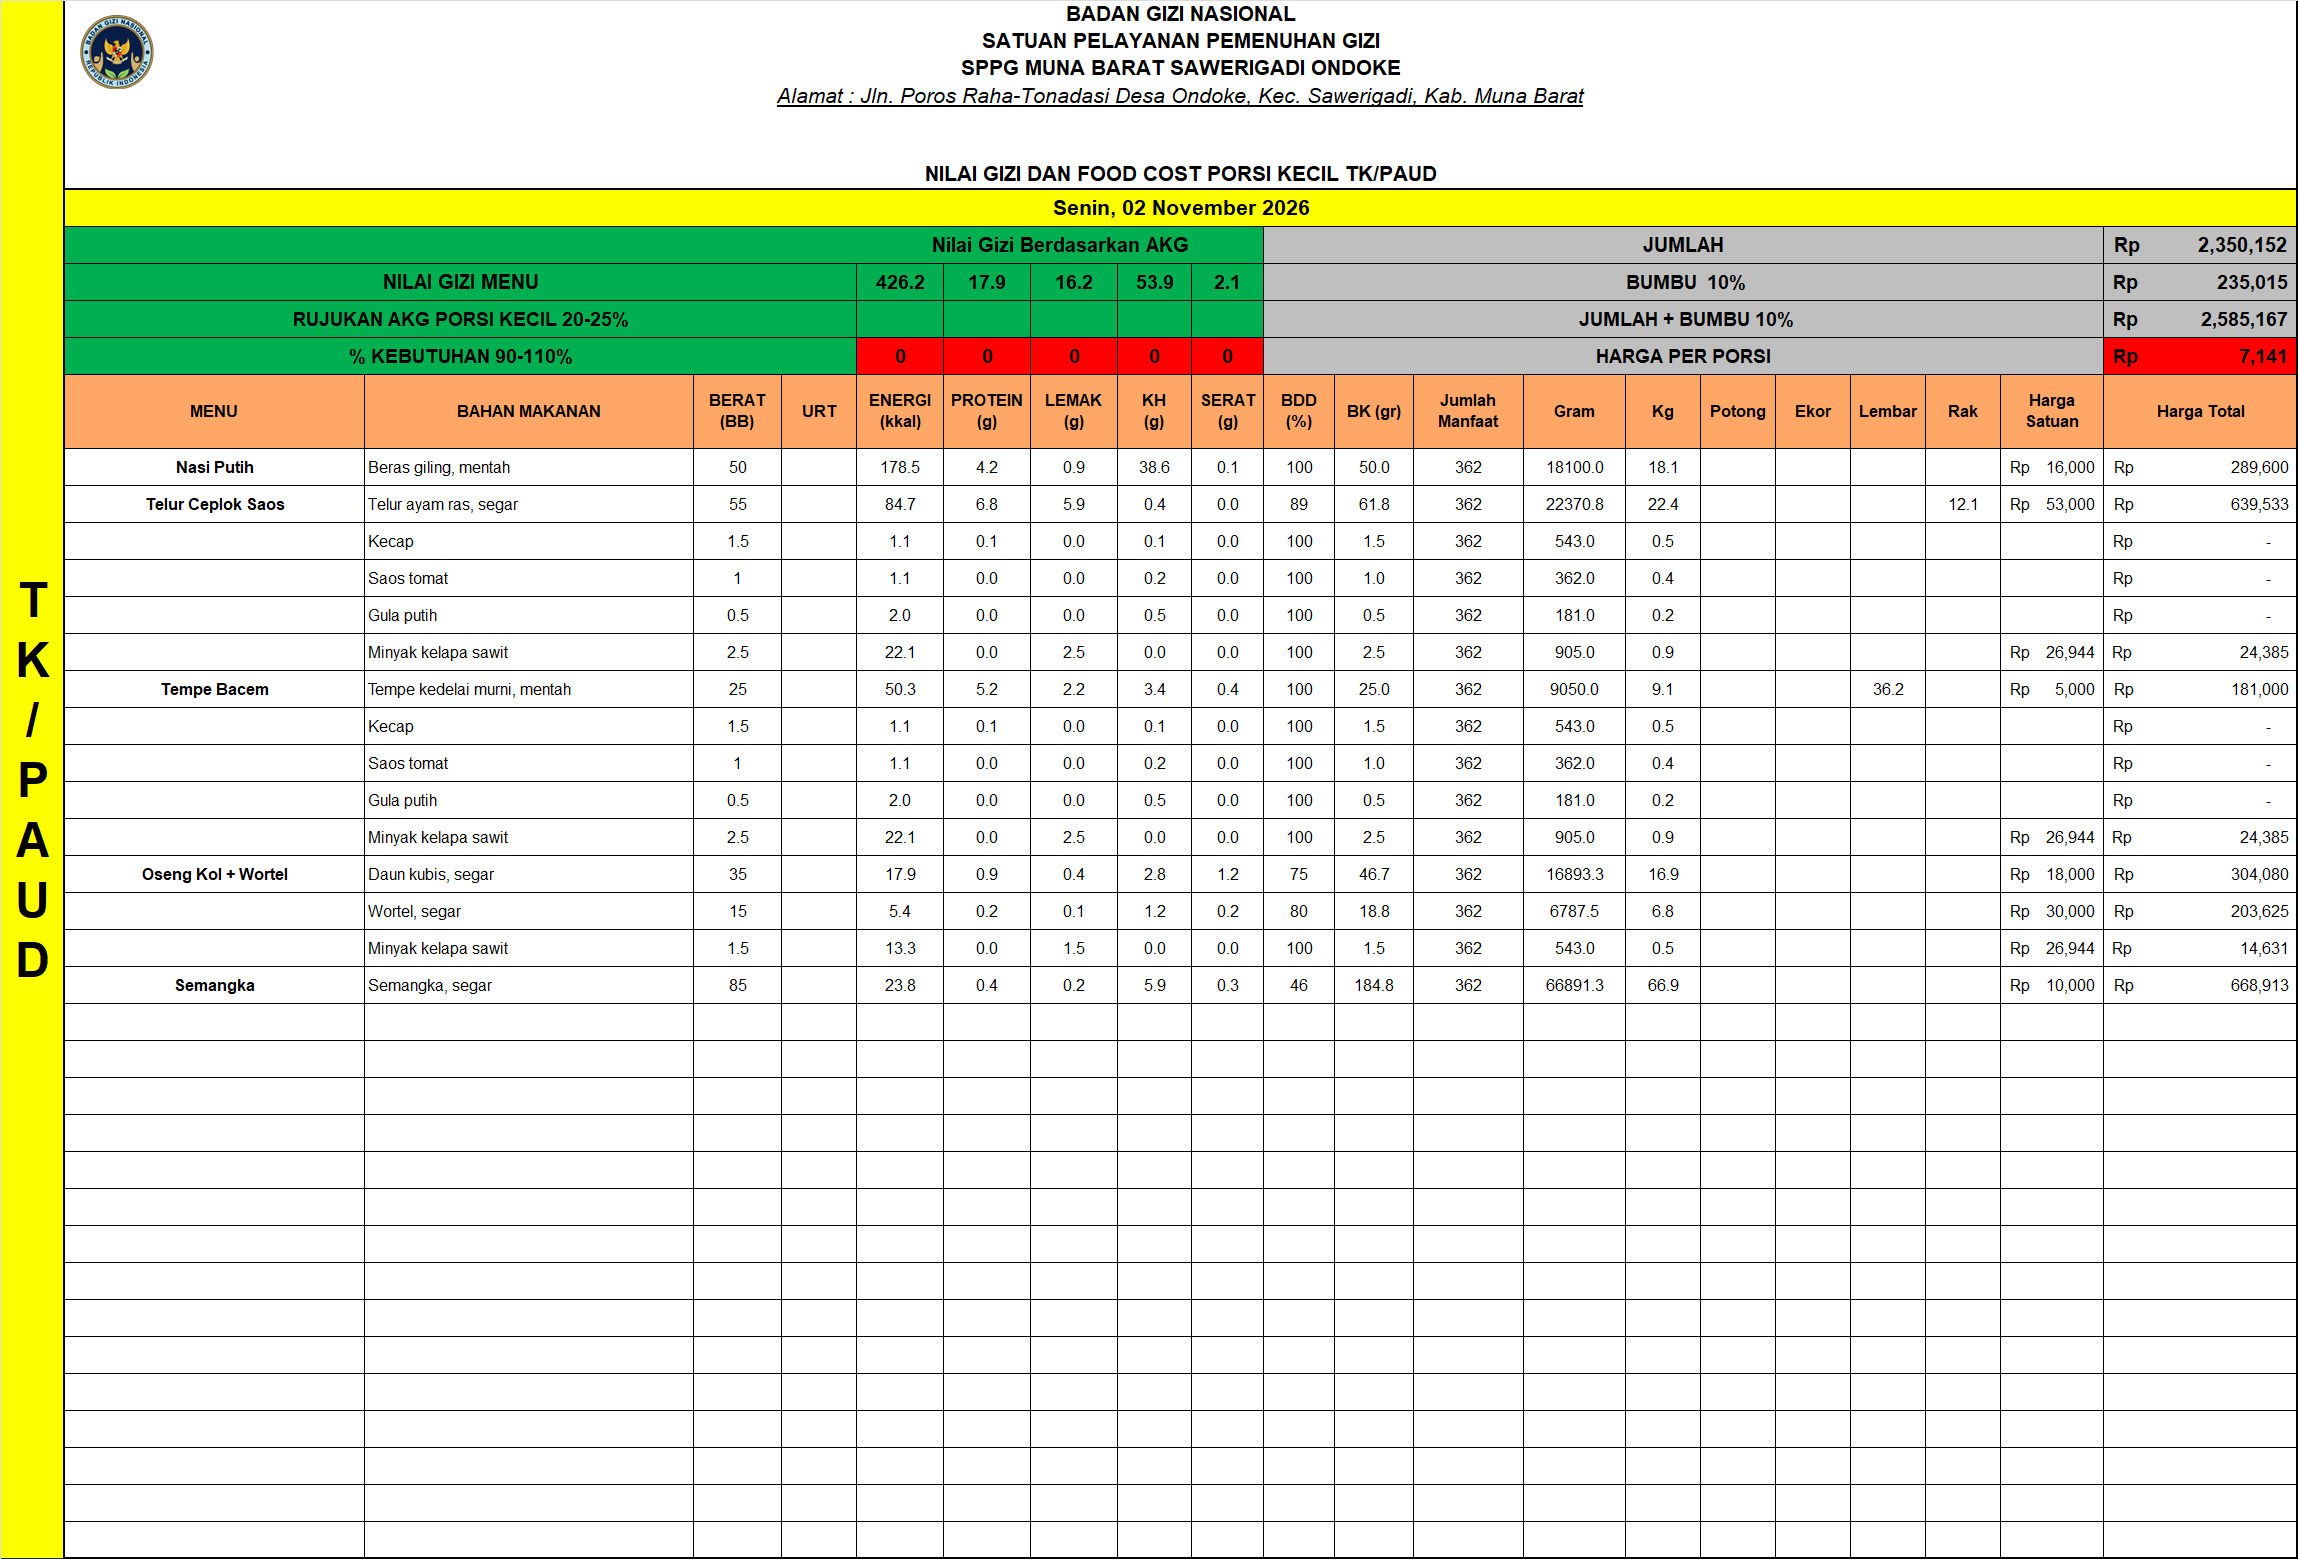 BADAN GIZI NASIONAL
REPUBLIK INDONESIA
BADAN GIZI NASIONAL
SATUAN PELAYANAN PEMENUHAN GIZI
SPPG MUNA BARAT SAWERIGADI ONDOKE
Alamat : Jln. Poros Raha-Tonadasi Desa Ondoke, Kec. Sawerigadi, Kab. Muna Barat
NILAI GIZI DAN FOOD COST PORSI KECIL TK/PAUD
TK/PAUD
Senin, 02 November 2026
Nilai Gizi Berdasarkan AKG JUMLAH Rp 2,350,152
NILAI GIZI MENU 426.2 17.9 16.2 53.9 2.1 BUMBU 10% Rp 235,015
RUJUKAN AKG PORSI KECIL 20-25% JUMLAH + BUMBU 10% Rp 2,585,167
% KEBUTUHAN 90-110% 0 0 0 0 0 HARGA PER PORSI Rp 7,141
MENU BAHAN MAKANAN BERAT (BB) URT ENERGI (kkal) PROTEIN (g) LEMAK (g) KH (g) SERAT (g) BDD (%) BK (gr) Jumlah Manfaat Gram Kg Potong Ekor Lembar Rak Harga Satuan Harga Total
Nasi Putih Beras giling, mentah 50 178.5 4.2 0.9 38.6 0.1 100 50.0 362 18100.0 18.1 Rp 16,000 Rp 289,600
Telur Ceplok Saos Telur ayam ras, segar 55 84.7 6.8 5.9 0.4 0.0 89 61.8 362 22370.8 22.4 12.1 Rp 53,000 Rp 639,533
Kecap 1.5 1.1 0.1 0.0 0.1 0.0 100 1.5 362 543.0 0.5 Rp -
Saos tomat 1 1.1 0.0 0.0 0.2 0.0 100 1.0 362 362.0 0.4 Rp -
Gula putih 0.5 2.0 0.0 0.0 0.5 0.0 100 0.5 362 181.0 0.2 Rp -
Minyak kelapa sawit 2.5 22.1 0.0 2.5 0.0 0.0 100 2.5 362 905.0 0.9 Rp 26,944 Rp 24,385
Tempe Bacem Tempe kedelai murni, mentah 25 50.3 5.2 2.2 3.4 0.4 100 25.0 362 9050.0 9.1 36.2 Rp 5,000 Rp 181,000
Kecap 1.5 1.1 0.1 0.0 0.1 0.0 100 1.5 362 543.0 0.5 Rp -
Saos tomat 1 1.1 0.0 0.0 0.2 0.0 100 1.0 362 362.0 0.4 Rp -
Gula putih 0.5 2.0 0.0 0.0 0.5 0.0 100 0.5 362 181.0 0.2 Rp -
Minyak kelapa sawit 2.5 22.1 0.0 2.5 0.0 0.0 100 2.5 362 905.0 0.9 Rp 26,944 Rp 24,385
Oseng Kol + Wortel Daun kubis, segar 35 17.9 0.9 0.4 2.8 1.2 75 46.7 362 16893.3 16.9 Rp 18,000 Rp 304,080
Wortel, segar 15 5.4 0.2 0.1 1.2 0.2 80 18.8 362 6787.5 6.8 Rp 30,000 Rp 203,625
Minyak kelapa sawit 1.5 13.3 0.0 1.5 0.0 0.0 100 1.5 362 543.0 0.5 Rp 26,944 Rp 14,631
Semangka Semangka, segar 85 23.8 0.4 0.2 5.9 0.3 46 184.8 362 66891.3 66.9 Rp 10,000 Rp 668,913